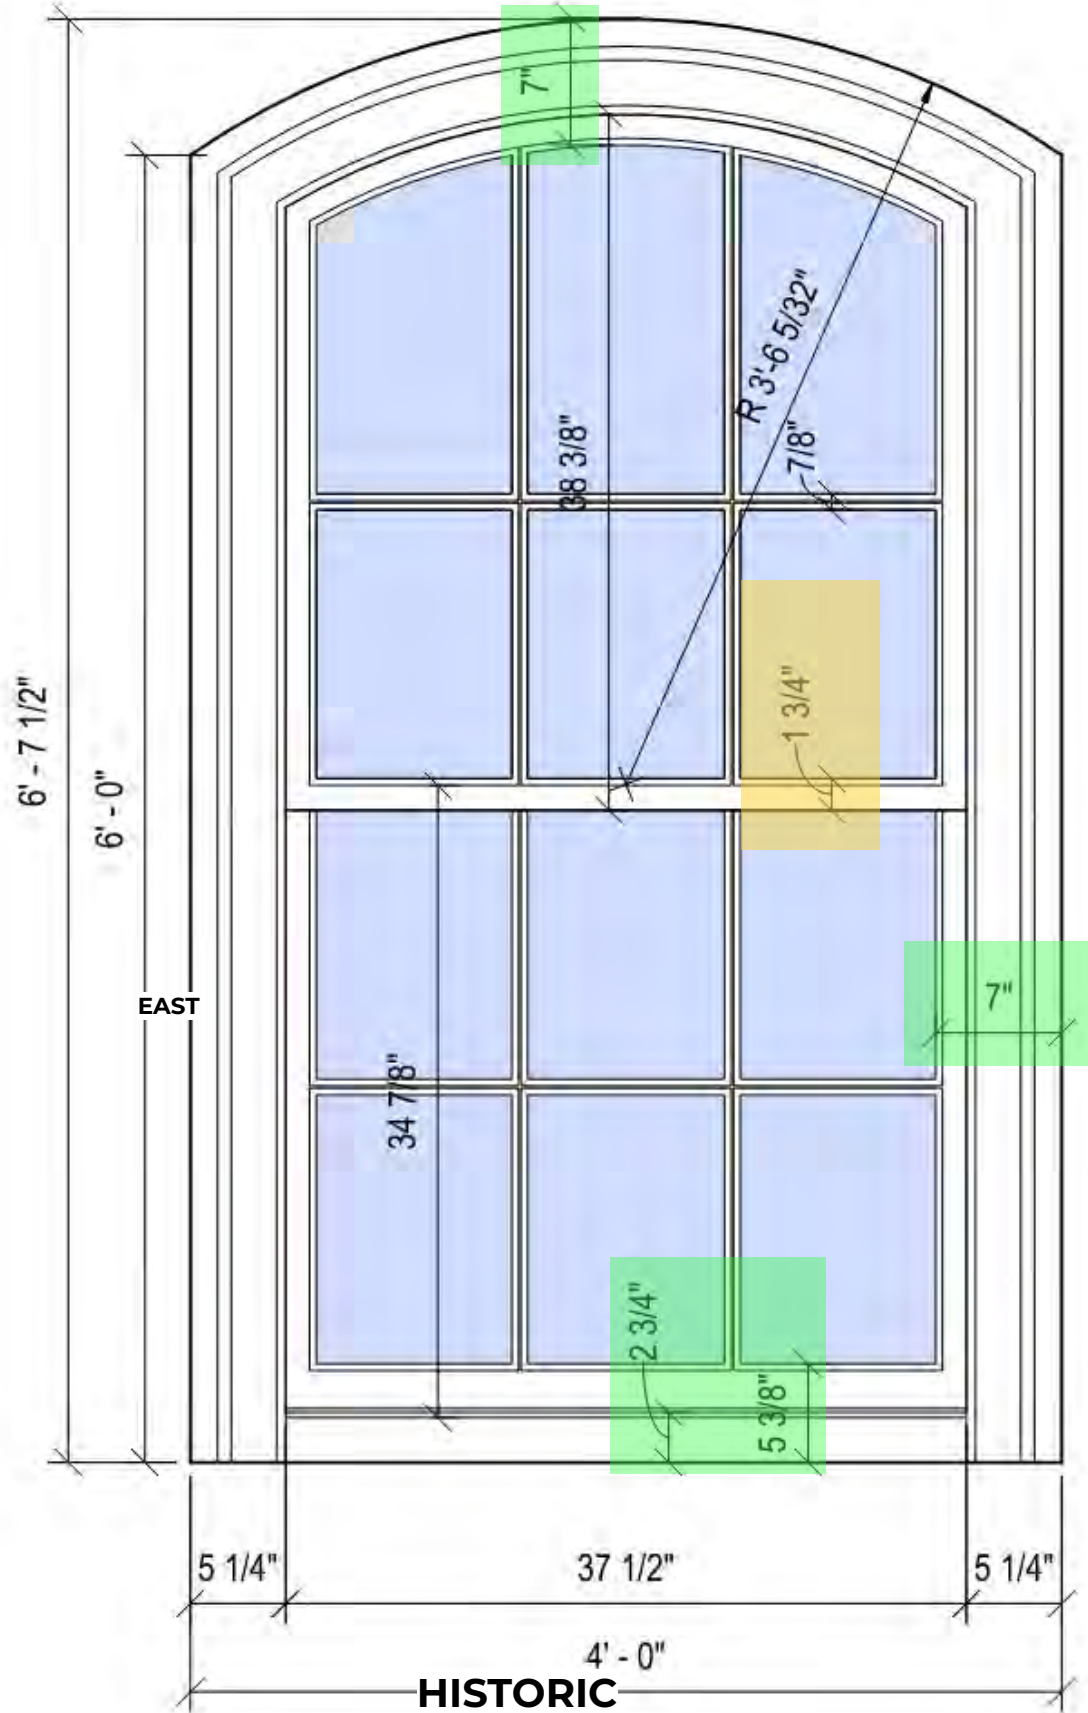 7"
R 3'-6 5/32"
7/8"
38 3/8"
1 3/4"
6' - 7 1/2"
6' - 0"
EAST
7"
34 7/8"
2 3/4"
5 3/8"
5 1/4"
37 1/2"
5 1/4"
4' - 0"
HISTORIC